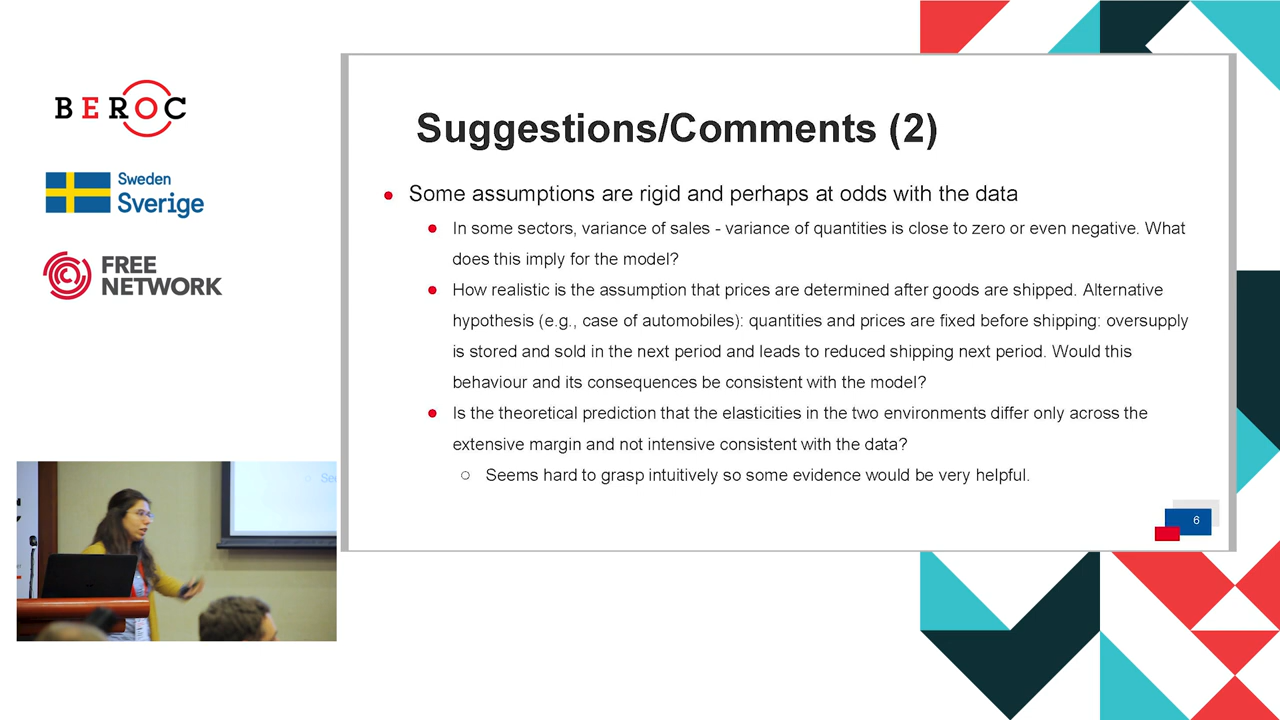 BEROC
Sweden
Sverige
FREE
NETWORK
Suggestions/Comments (2)
Some assumptions are rigid and perhaps at odds with the data
In some sectors, variance of sales - variance of quantities is close to zero or even negative. What
does this imply for the model?
How realistic is the assumption that prices are determined after goods are shipped. Alternative
hypothesis (e.g., case of automobiles): quantities and prices are fixed before shipping: oversupply
is stored and sold in the next period and leads to reduced shipping next period. Would this
behaviour and its consequences be consistent with the model?
Is the theoretical prediction that the elasticities in the two environments differ only across the
extensive margin and not intensive consistent with the data?
○ Seems hard to grasp intuitively so some evidence would be very helpful.
6
○ See